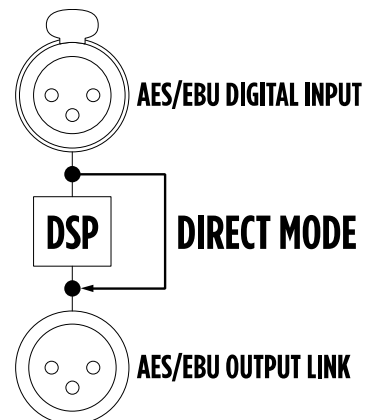 AES/EBU DIGITAL INPUT
DSP
DIRECT MODE
AES/EBU OUTPUT LINK